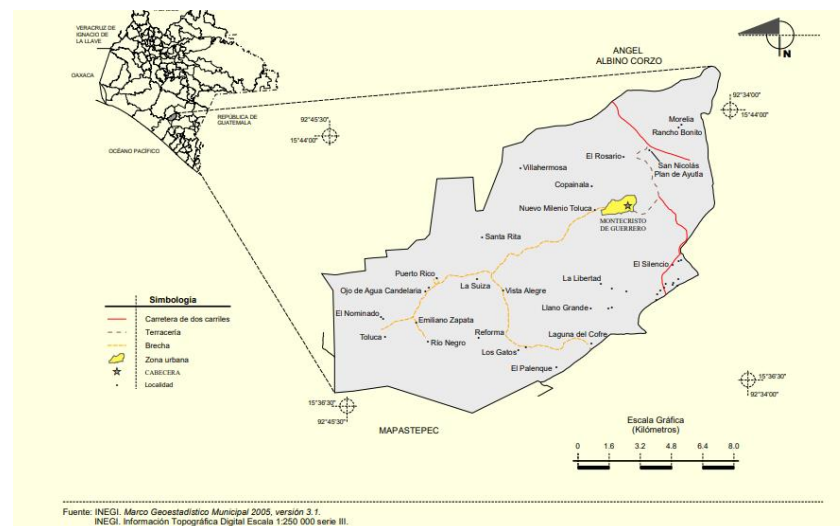 VERACRUZ DE
IGNACIO DE
LA LLAVE
OAXACA
REPÚBLICA DE
GUATEMALA
OCÉANO PACÍFICO
ANGEL
ALBINO CORZO
N
92°45'30"
15°44'00"
92°34'00"
15°44'00"
Morelia
Rancho Bonito
El Rosario
San Nicolás
Plan de Ayutla
Villahermosa
Copainala
Nuevo Milenio Toluca
MONTECRISTO
DE GUERRERO
Santa Rita
El Silencio
Puerto Rico
La Libertad
La Suiza
Ojo de Agua Candelaria
Vista Alegre
El Nominado
Emiliano Zapata
Llano Grande
Toluca
Río Negro
Reforma
Laguna del Cofre
Los Gatos
El Palenque
Simbología
Carretera de dos carriles
Terracería
Brecha
Zona urbana
CABECERA
Localidad
15°36'30"
92°45'30"
15°36'30"
92°34'00"
MAPASTEPEC
Escala Gráfica
(Kilómetros)
0 1.6 3.2 4.8 6.4 8.0
Fuente: INEGI. Marco Geoestadístico Municipal 2005, versión 3.1.
INEGI. Información Topográfica Digital Escala 1:250 000 serie III.